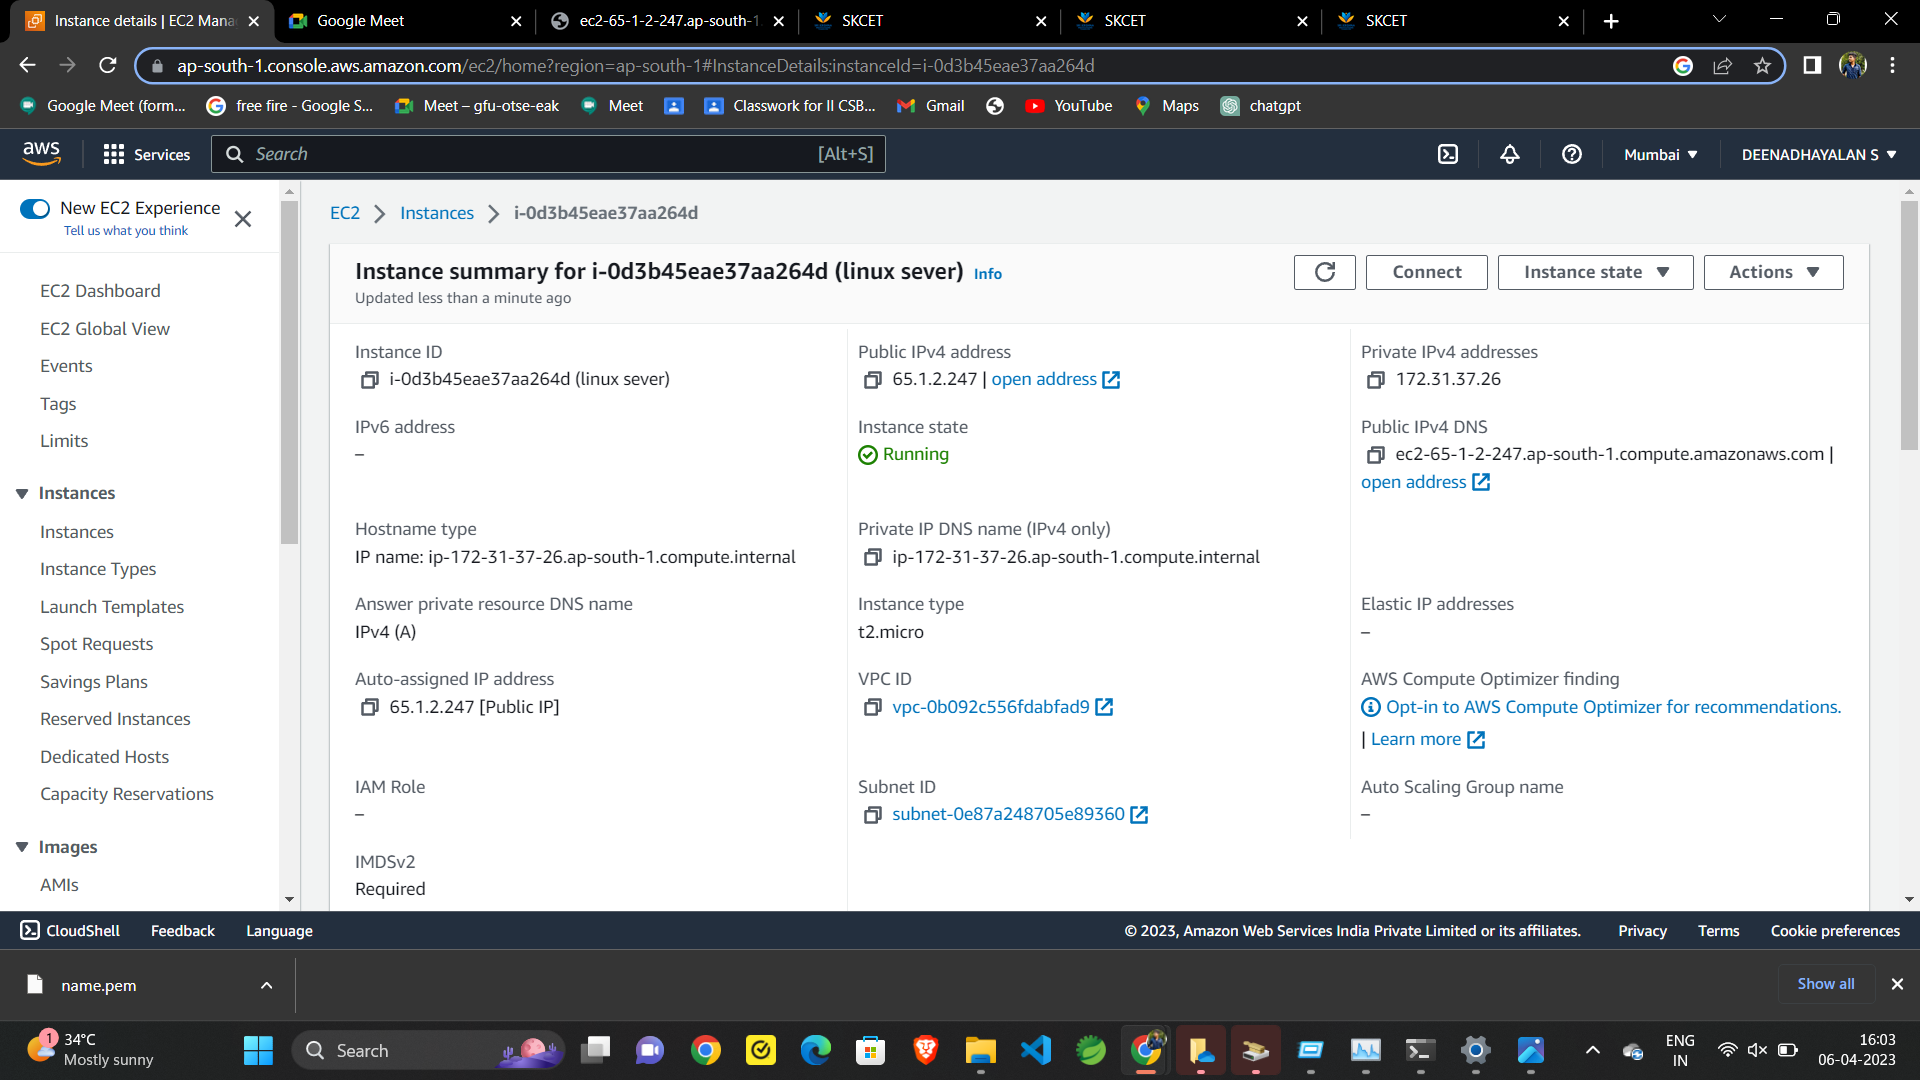 Instance details | EC2 Mana
Google Meet
ec2-65-1-2-247.ap-south-1
SKCET
SKCET
SKCET
ap-south-1.console.aws.amazon.com/ec2/home?region=ap-south-1#InstanceDetails:instanceId=i-0d3b45eae37aa264d
Google Meet (form...
free fire - Google S...
Meet – gfu-otse-eak
Meet
Classwork for II CSB...
Gmail
YouTube
Maps
chatgpt
aws
Services
Search
[Alt+S]
Mumbai
DEENADHAYALAN S
New EC2 Experience
Tell us what you think
EC2 Dashboard
EC2 Global View
Events
Tags
Limits
Instances
Instances
Instance Types
Launch Templates
Spot Requests
Savings Plans
Reserved Instances
Dedicated Hosts
Capacity Reservations
Images
AMIs
EC2
Instances
i-0d3b45eae37aa264d
Instance summary for i-0d3b45eae37aa264d (linux sever) Info
Updated less than a minute ago
Connect
Instance state
Actions
Instance ID
i-0d3b45eae37aa264d (linux sever)
Public IPv4 address
65.1.2.247 | open address
Private IPv4 addresses
172.31.37.26
IPv6 address
–
Instance state
Running
Public IPv4 DNS
ec2-65-1-2-247.ap-south-1.compute.amazonaws.com |
open address
Hostname type
IP name: ip-172-31-37-26.ap-south-1.compute.internal
Private IP DNS name (IPv4 only)
ip-172-31-37-26.ap-south-1.compute.internal
Answer private resource DNS name
IPv4 (A)
Instance type
t2.micro
Elastic IP addresses
–
Auto-assigned IP address
65.1.2.247 [Public IP]
VPC ID
vpc-0b092c556fdabfad9
AWS Compute Optimizer finding
Opt-in to AWS Compute Optimizer for recommendations.
| Learn more
IAM Role
–
Subnet ID
subnet-0e87a248705e89360
Auto Scaling Group name
–
IMDSv2
Required
CloudShell
Feedback
Language
© 2023, Amazon Web Services India Private Limited or its affiliates.
Privacy
Terms
Cookie preferences
name.pem
Show all
1
34°C
Mostly sunny
Search
ENG
IN
16:03
06-04-2023